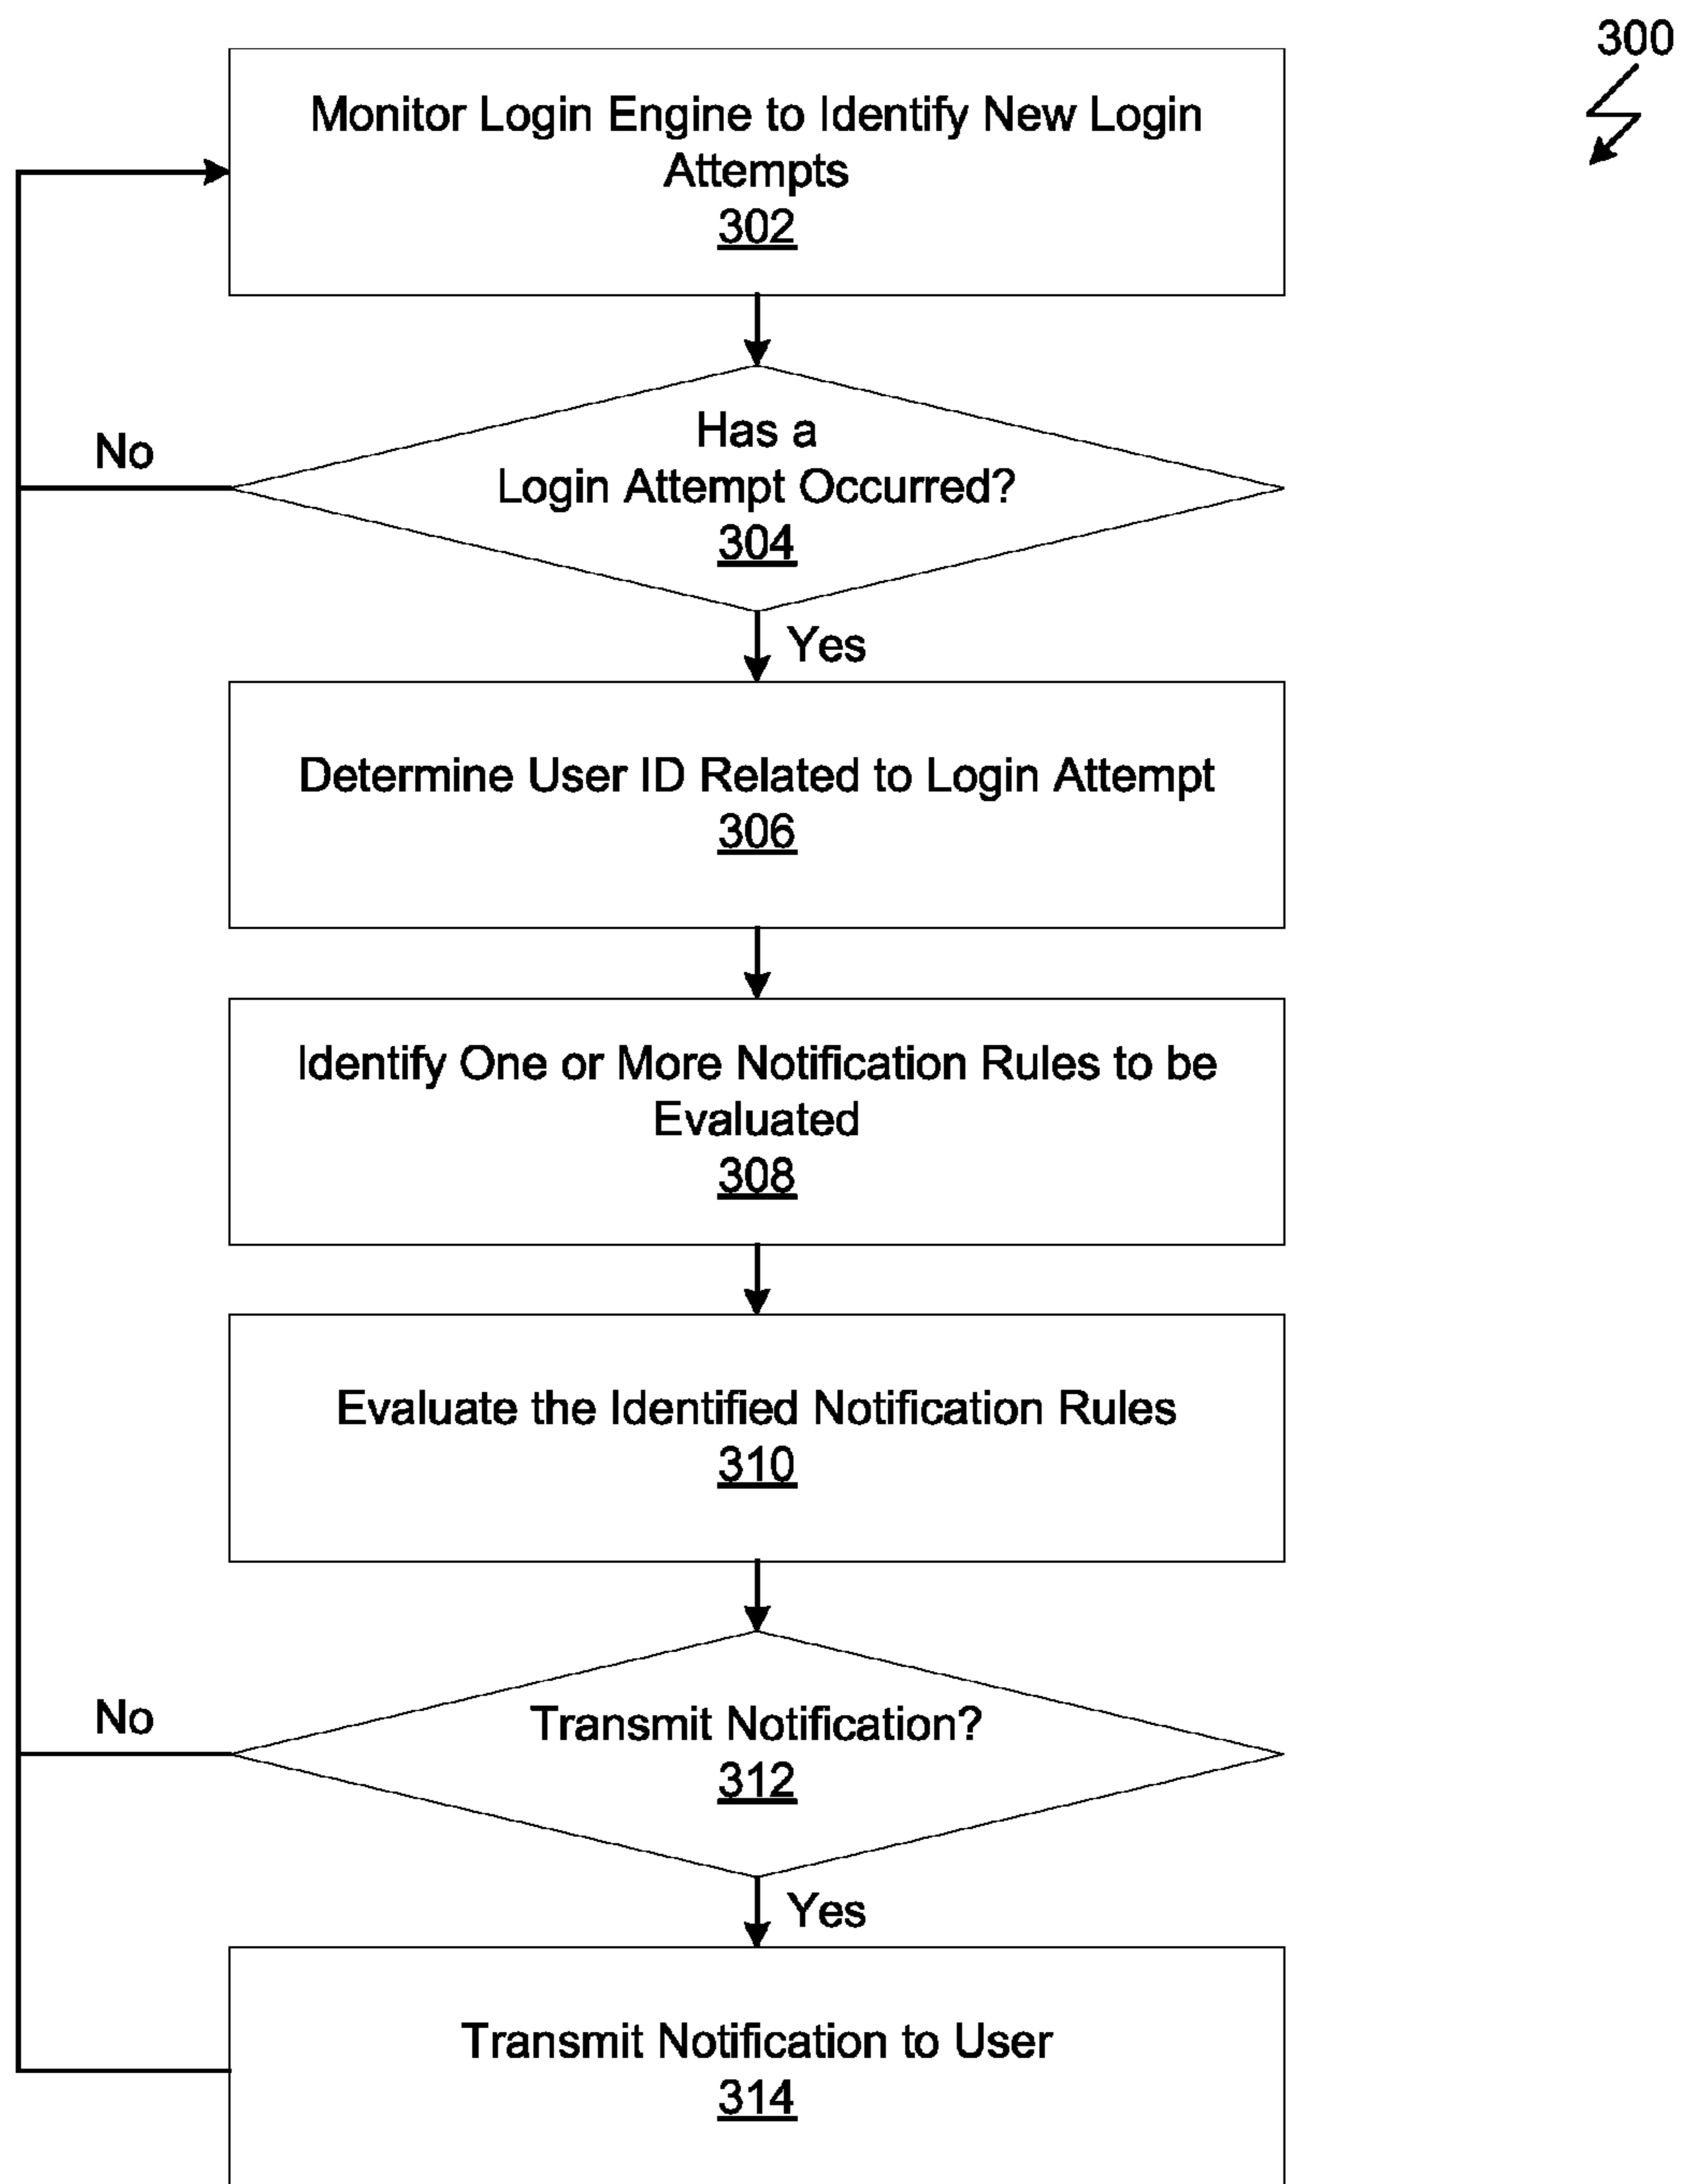 300
Monitor Login Engine to Identify New Login
Attempts
302
Has a
Login Attempt Occurred?
304
No
Yes
Determine User ID Related to Login Attempt
306
Identify One or More Notification Rules to be
Evaluated
308
Evaluate the Identified Notification Rules
310
Transmit Notification?
312
No
Yes
Transmit Notification to User
314